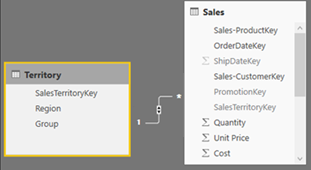 Territory
SalesTerritoryKey
Region
Group
1
*
Sales
Sales-ProductKey
OrderDateKey
Σ ShipDateKey
Sales-CustomerKey
PromotionKey
SalesTerritoryKey
Σ Quantity
Σ Unit Price
Σ Cost